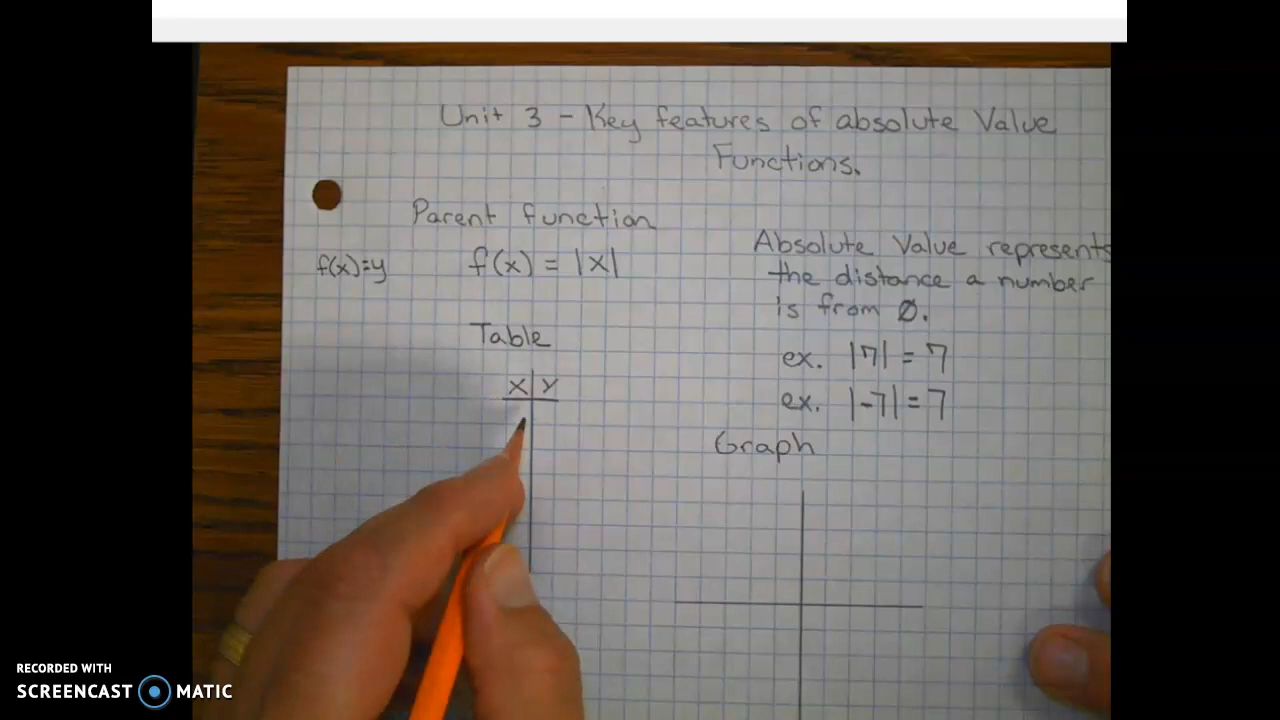 Unit 3 - Key features of absolute Value
Functions.
Parent function
f(x)=y
f(x) = |x|
Absolute Value represents
the distance a number
is from 0.
ex. |7| = 7
ex. |-7| = 7
Table
X Y
Graph
RECORDED WITH
SCREENCAST MATIC